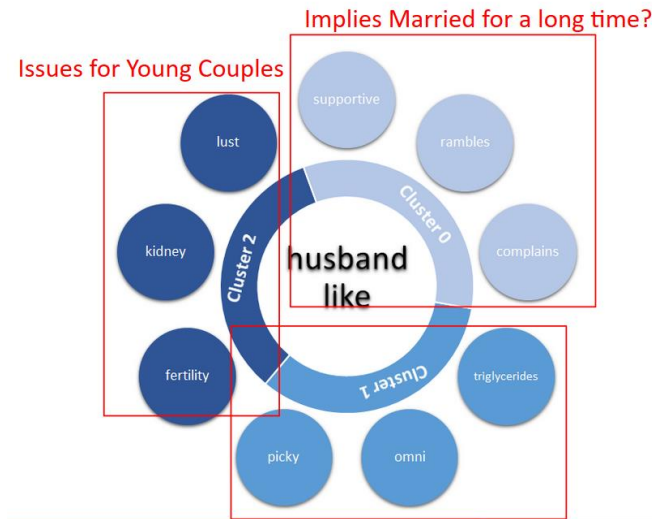 Implies Married for a long time?
Issues for Young Couples
supportive
lust
rambles
Cluster 0
kidney
Cluster 2
husband
like
complains
fertility
Cluster 1
triglycerides
picky
omni